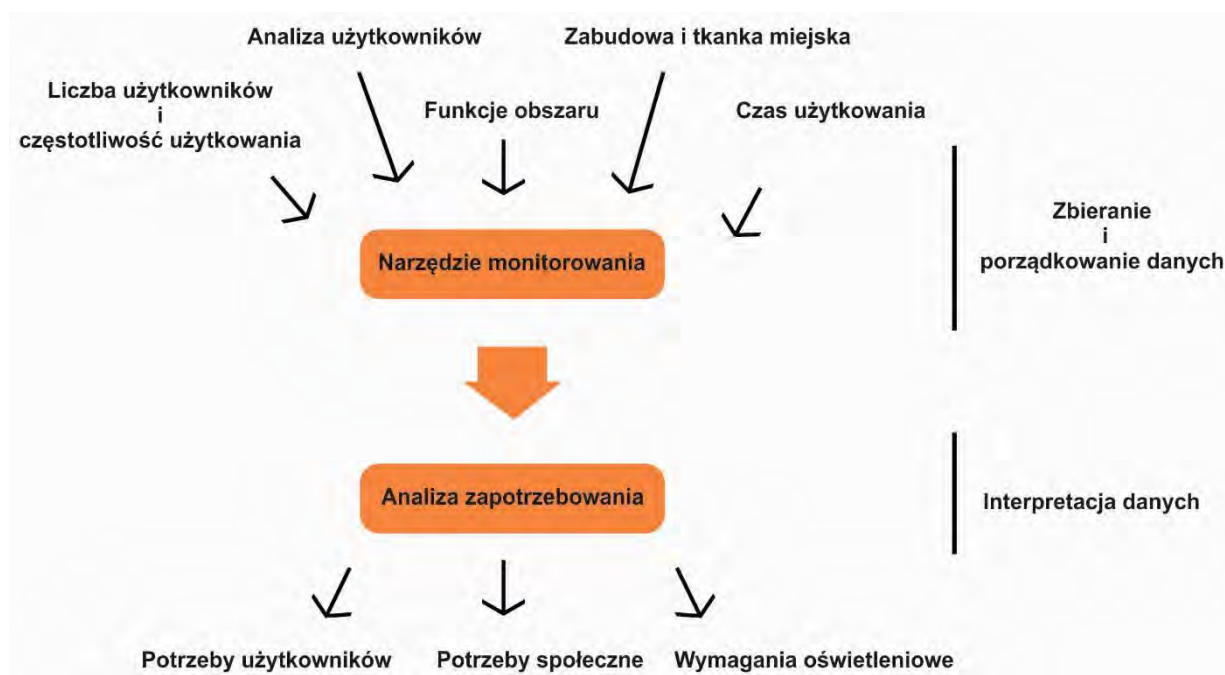 Analiza użytkowników
Zabudowa i tkanka miejska
Liczba użytkowników
i
częstotliwość użytkowania
Funkcje obszaru
Czas użytkowania
Narzędzie monitorowania
Zbieranie
i
porządkowanie danych
Analiza zapotrzebowania
Interpretacja danych
Potrzeby użytkowników
Potrzeby społeczne
Wymagania oświetleniowe